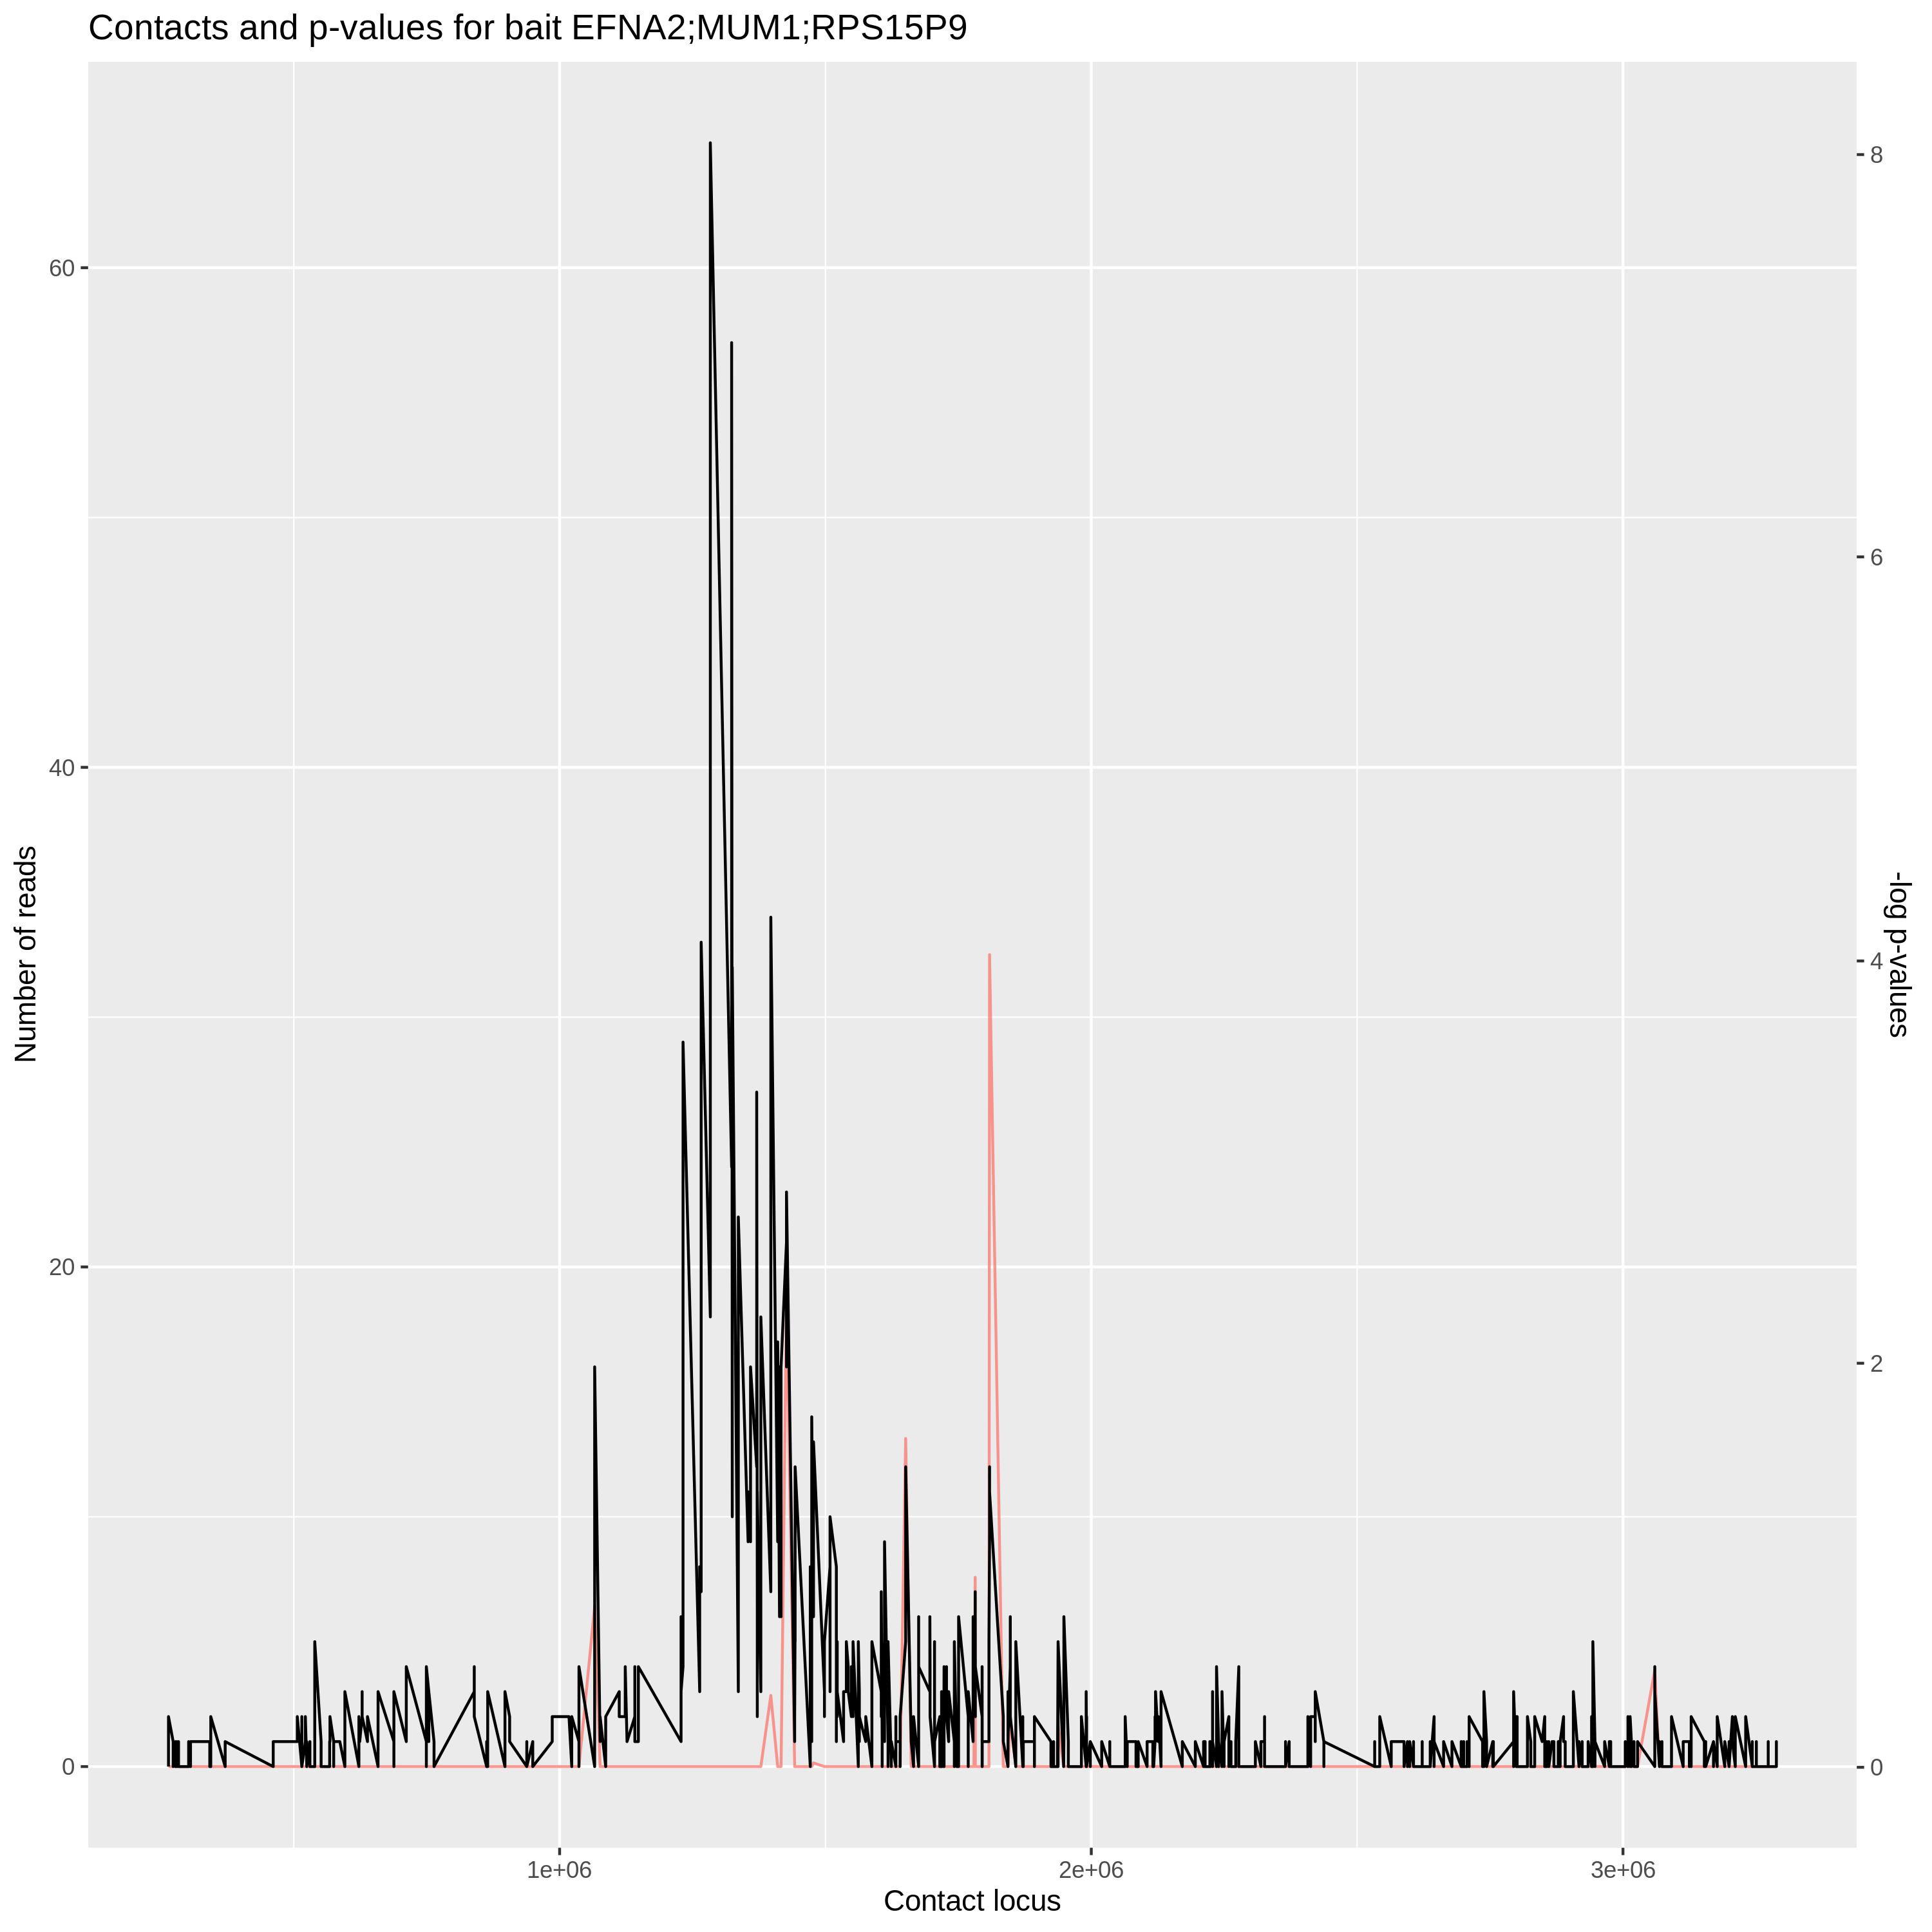 Contacts and p-values for bait EFNA2;MUM1;RPS15P9
8
60
6
40
Number of reads
-log p-values
4
20
2
0
0
1e+06
2e+06
3e+06
Contact locus